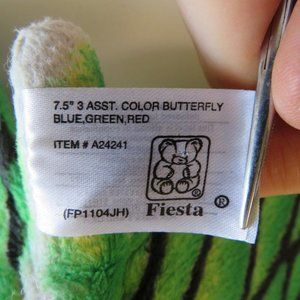 7.5" 3 ASST. COLOR BUTTERFLY
BLUE,GREEN,RED
ITEM # A24241
®
(FP1104JH) Fiesta®